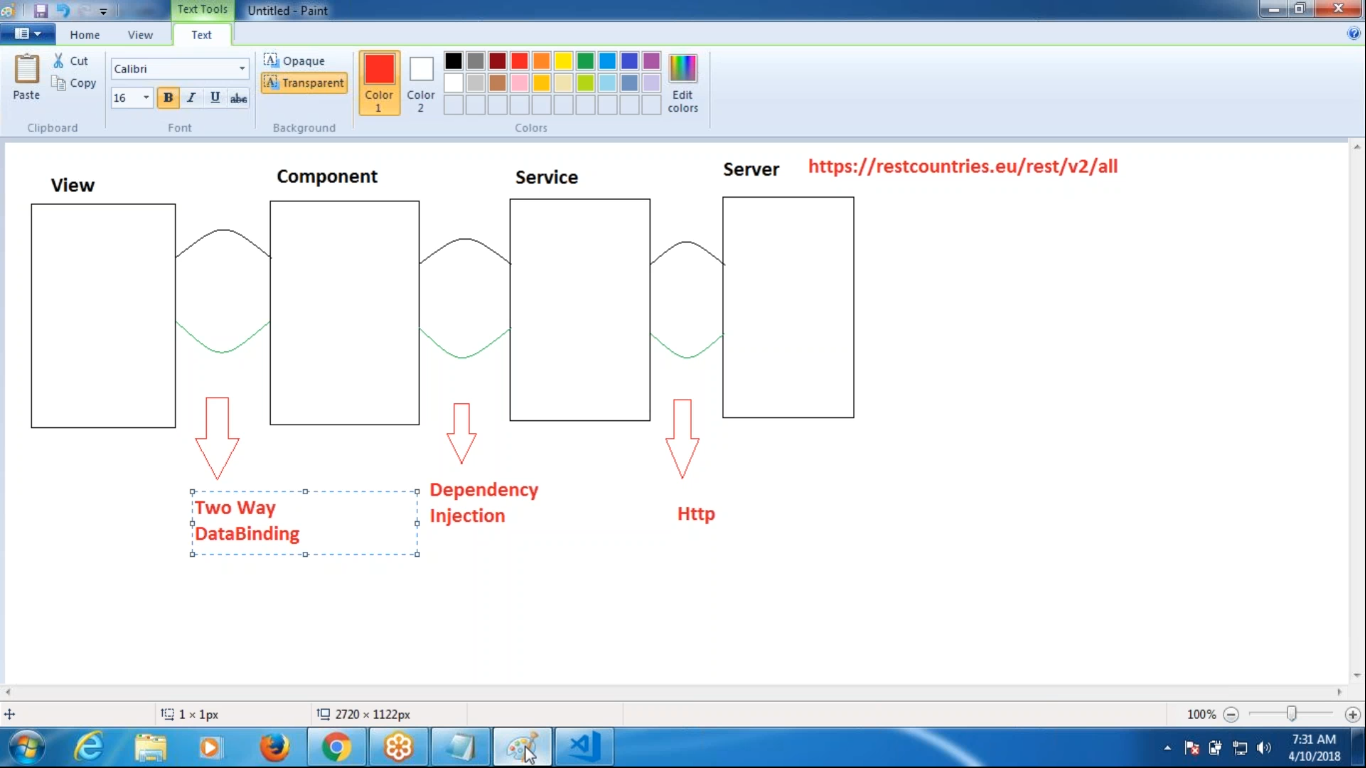 Text Tools
Untitled - Paint
Home
View
Text
Paste
Cut
Copy
Clipboard
Calibri
16
B I U abc
Font
Opaque
Transparent
Background
Color 1
Color 2
Edit colors
Colors
View
Component
Service
Server
https://restcountries.eu/rest/v2/all
Two Way
DataBinding
Dependency
Injection
Http
1 × 1px
2720 × 1122px
100%
7:31 AM
4/10/2018